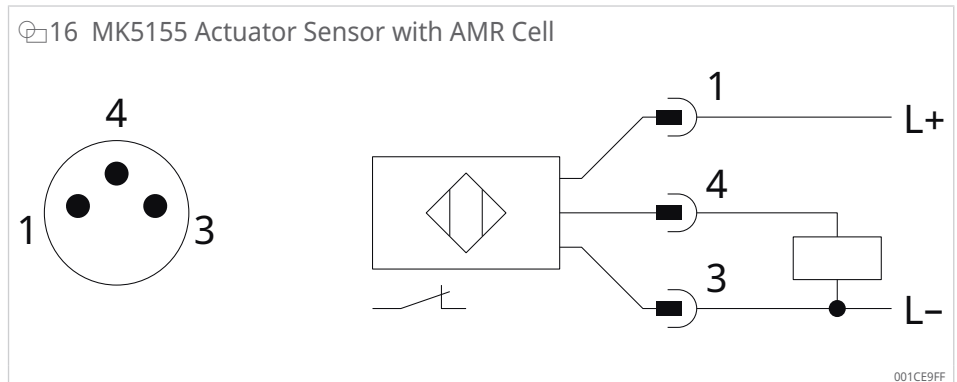 16 MK5155 Actuator Sensor with AMR Cell
4
1
3
1
L+
4
3
L–
001CE9FF